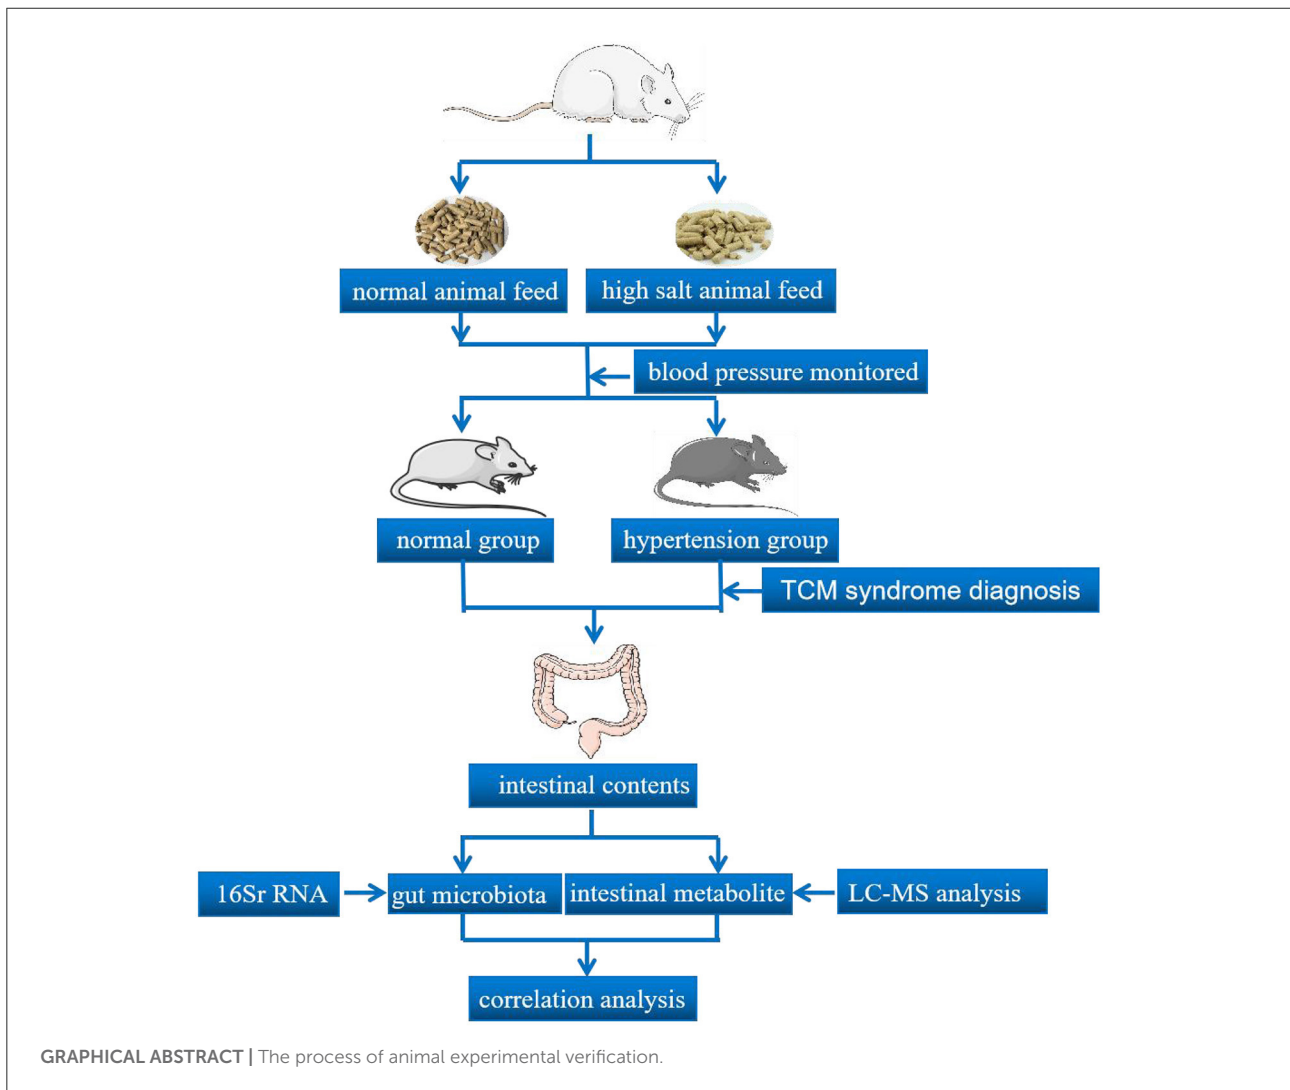 normal animal feed
high salt animal feed
blood pressure monitored
normal group
hypertension group
TCM syndrome diagnosis
intestinal contents
16Sr RNA
gut microbiota
intestinal metabolite
LC-MS analysis
correlation analysis
GRAPHICAL ABSTRACT | The process of animal experimental verification.